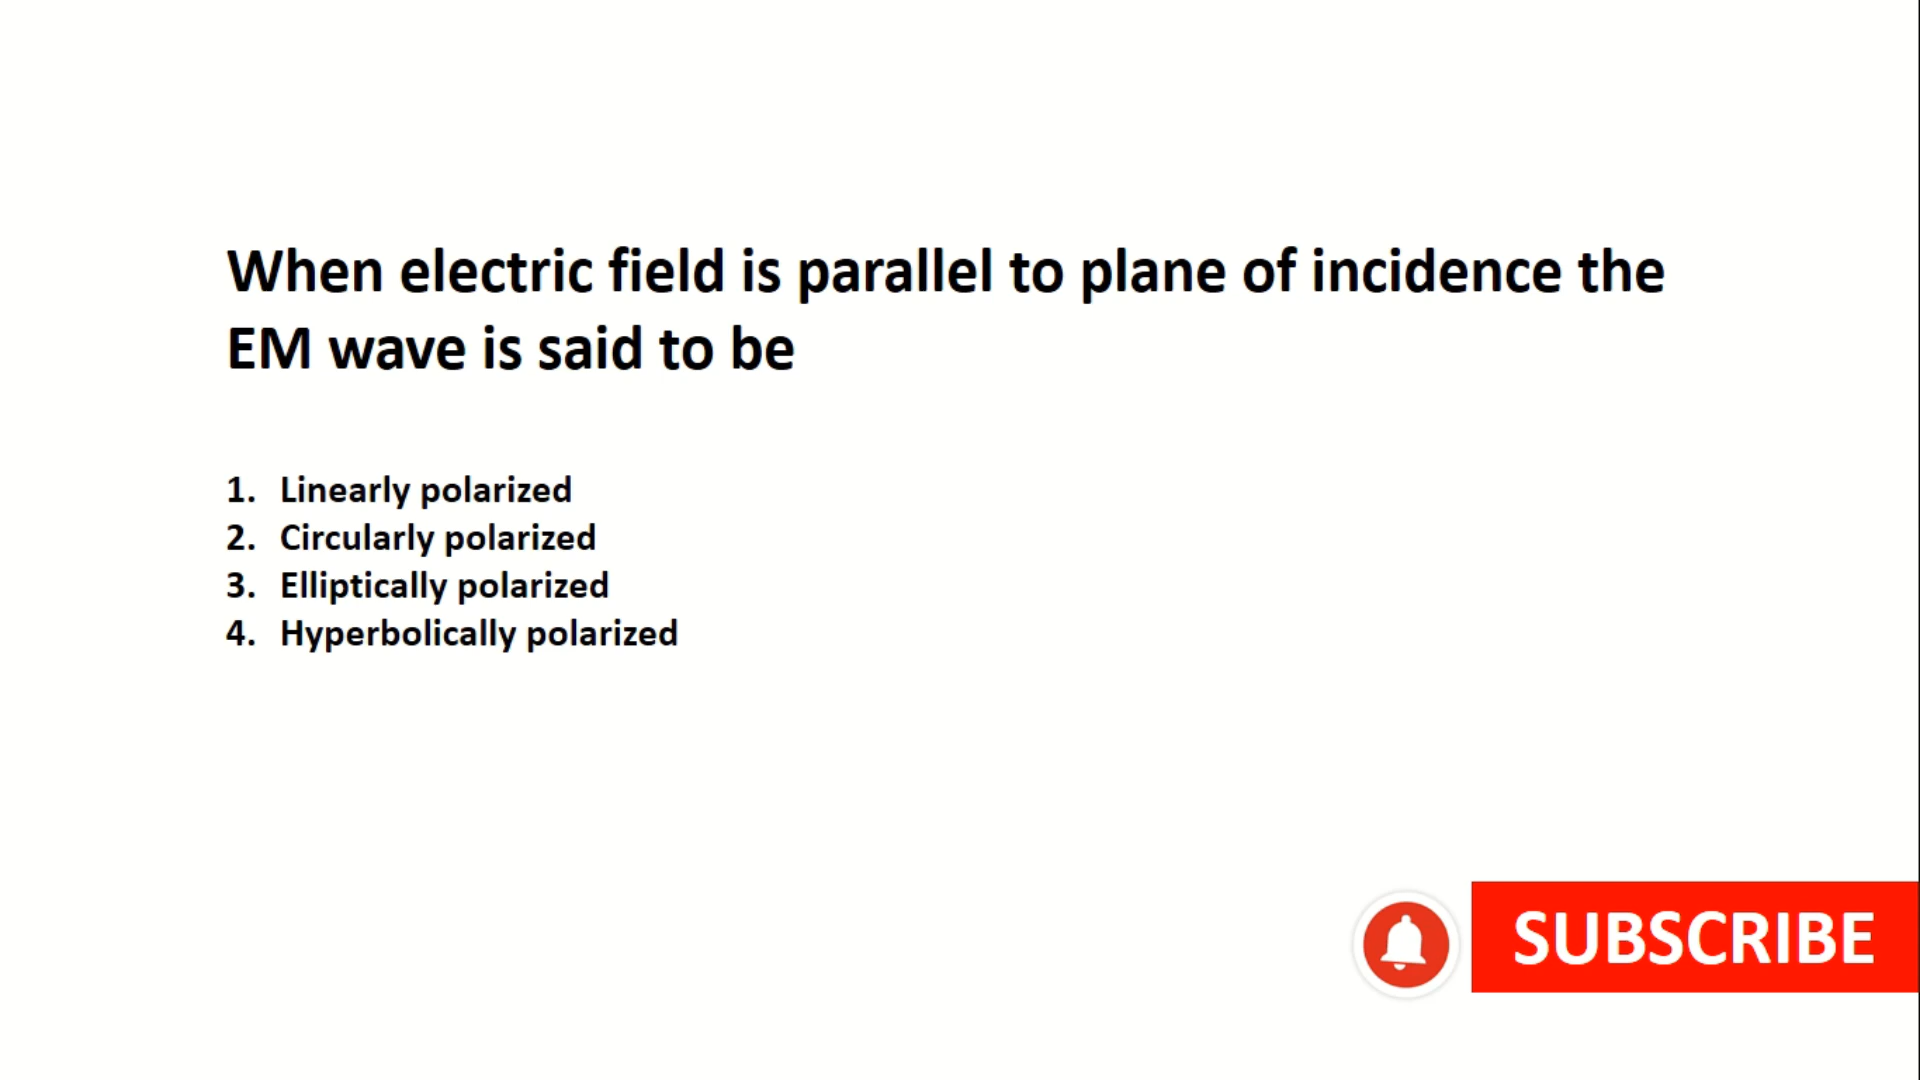 When electric field is parallel to plane of incidence the
EM wave is said to be
1. Linearly polarized
2. Circularly polarized
3. Elliptically polarized
4. Hyperbolically polarized
SUBSCRIBE